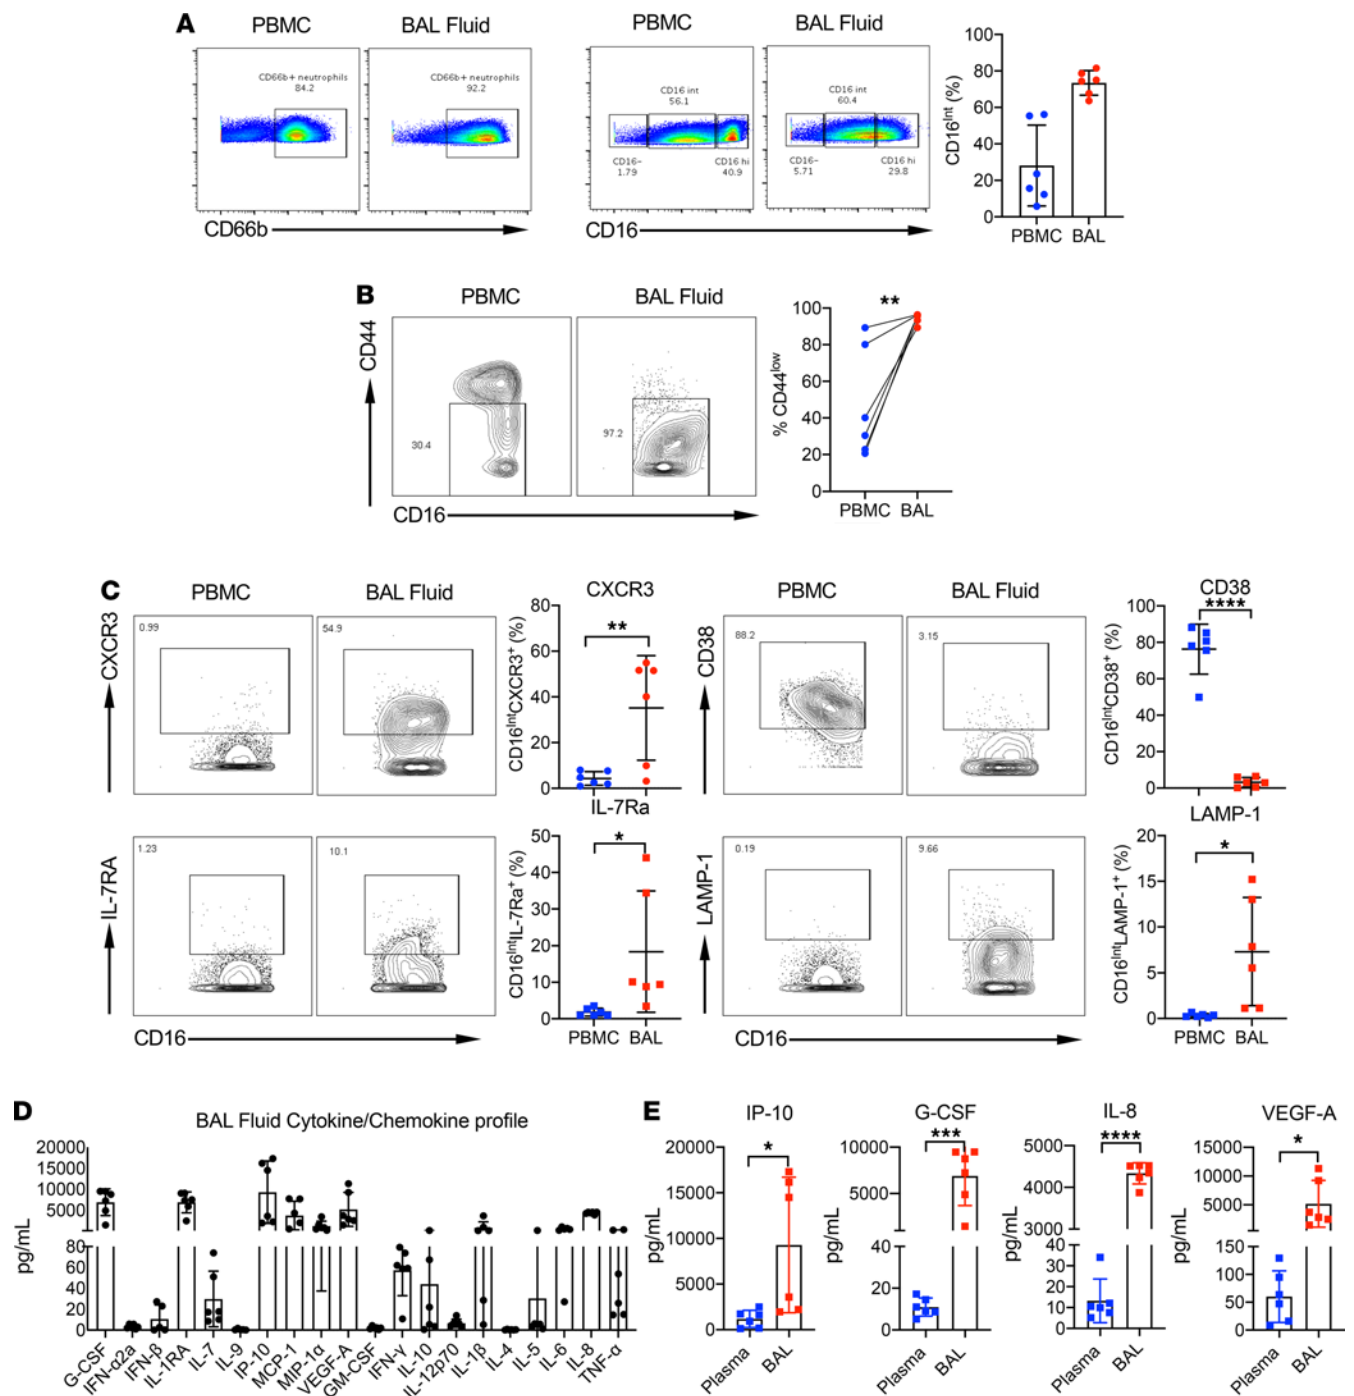 A
PBMC
BAL Fluid
CD66b+ neutrophils
84.2
CD66b+ neutrophils
92.2
CD66b
PBMC
BAL Fluid
CD16 int
56.1
CD16−
1.79
CD16 hi
40.9
CD16 int
60.4
CD16−
5.71
CD16 hi
29.8
CD16
CD16Int (%)
100
80
60
40
20
0
PBMC
BAL
B
PBMC
BAL Fluid
CD44
30.4
97.2
CD16
% CD44low
100
80
60
40
20
0
**
PBMC
BAL
C
PBMC
BAL Fluid
CXCR3
0.99
54.9
CXCR3
CD16IntCXCR3+ (%)
80
60
40
20
0
**
PBMC
BAL Fluid
CD38
88.2
3.15
CD38
CD16IntCD38+ (%)
100
80
60
40
20
0
****
IL-7RA
1.23
10.1
CD16
IL-7Ra
CD16IntIL-7Ra+ (%)
50
40
30
20
10
0
*
PBMC
BAL
LAMP-1
0.19
9.66
CD16
LAMP-1
CD16IntLAMP-1+ (%)
20
15
10
5
0
*
PBMC
BAL
D
BAL Fluid Cytokine/Chemokine profile
pg/mL
20000
15000
10000
5000
80
60
40
20
0
G-CSF
IFN-α2a
IFN-β
IL-1RA
IL-7
IL-9
IP-10
MCP-1
MIP-1α
VEGF-A
GM-CSF
IFN-γ
IL-10
IL-12p70
IL-1β
IL-4
IL-5
IL-6
IL-8
TNF-α
E
IP-10
pg/mL
20000
15000
10000
5000
0
*
Plasma
BAL
G-CSF
pg/mL
10000
5000
40
20
0
***
Plasma
BAL
IL-8
pg/mL
5000
4000
3000
40
30
20
10
0
****
Plasma
BAL
VEGF-A
pg/mL
15000
10000
5000
150
100
50
0
*
Plasma
BAL